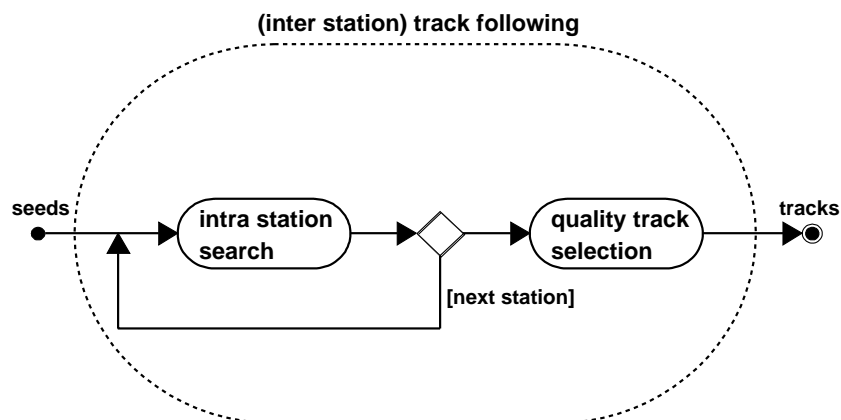 (inter station) track following
seeds
intra station
search
quality track
selection
tracks
[next station]